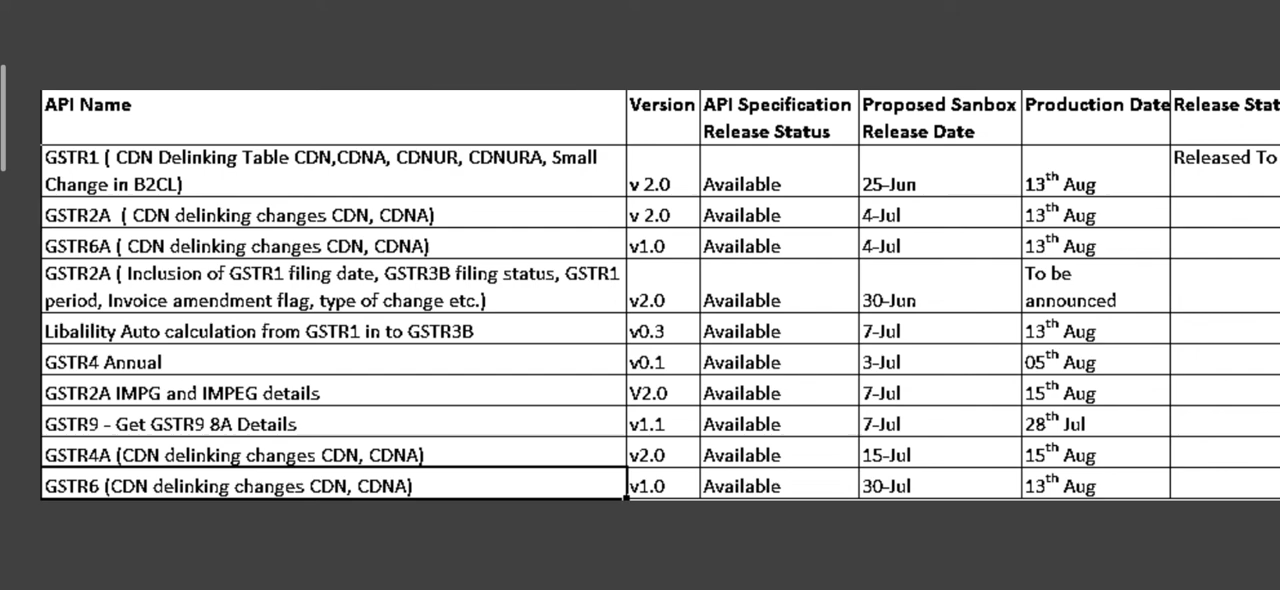 API Name Version API Specification Release Status Proposed Sanbox Release Date Production Date Release Stat
GSTR1 ( CDN Delinking Table CDN,CDNA, CDNUR, CDNURA, Small Change in B2CL) v 2.0 Available 25-Jun 13th Aug Released To
GSTR2A ( CDN delinking changes CDN, CDNA) v 2.0 Available 4-Jul 13th Aug
GSTR6A ( CDN delinking changes CDN, CDNA) v1.0 Available 4-Jul 13th Aug
GSTR2A ( Inclusion of GSTR1 filing date, GSTR3B filing status, GSTR1 period, Invoice amendment flag, type of change etc.) v2.0 Available 30-Jun To be announced
Libalility Auto calculation from GSTR1 in to GSTR3B v0.3 Available 7-Jul 13th Aug
GSTR4 Annual v0.1 Available 3-Jul 05th Aug
GSTR2A IMPG and IMPEG details V2.0 Available 7-Jul 15th Aug
GSTR9 - Get GSTR9 8A Details v1.1 Available 7-Jul 28th Jul
GSTR4A (CDN delinking changes CDN, CDNA) v2.0 Available 15-Jul 15th Aug
GSTR6 (CDN delinking changes CDN, CDNA) v1.0 Available 30-Jul 13th Aug